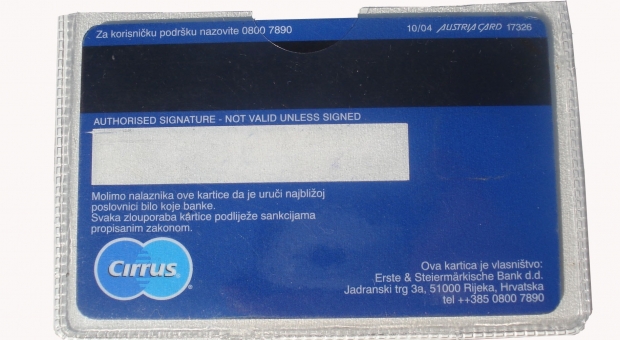 Za korisničku podršku nazovite 0800 7890
10/04 AUSTRIACARD 17326
AUTHORISED SIGNATURE - NOT VALID UNLESS SIGNED
Molimo nalaznika ove kartice da je uruči najbližoj
poslovnici bilo koje banke.
Svaka zlouporaba kartice podliježe sankcijama
propisanim zakonom.
Cirrus®
Ova kartica je vlasništvo:
Erste & Steiermärkische Bank d.d.
Jadranski trg 3a, 51000 Rijeka, Hrvatska
tel ++385 0800 7890